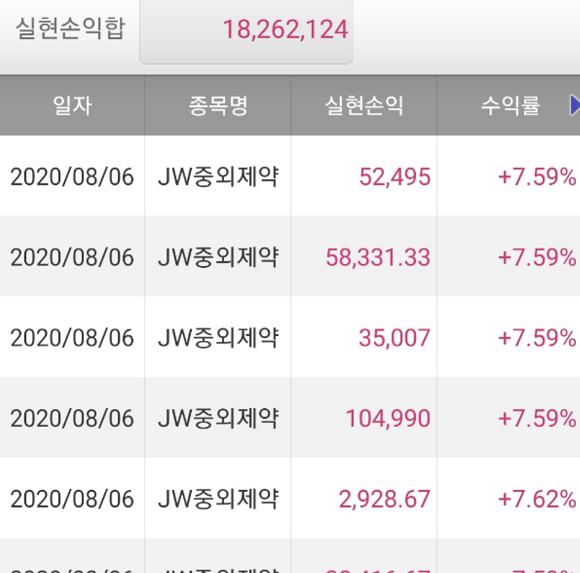 실현손익합 18,262,124
일자 종목명 실현손익 수익률
2020/08/06 JW중외제약 52,495 +7.59%
2020/08/06 JW중외제약 58,331.33 +7.59%
2020/08/06 JW중외제약 35,007 +7.59%
2020/08/06 JW중외제약 104,990 +7.59%
2020/08/06 JW중외제약 2,928.67 +7.62%